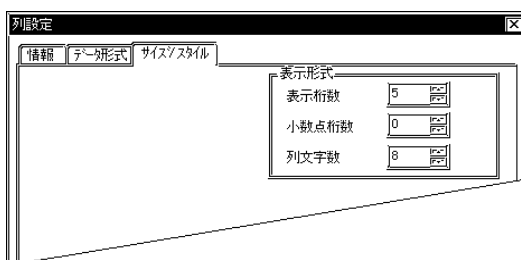 列設定
情報
データ形式
サイズ/スタイル
表示形式
表示桁数 5
小数点桁数 0
列文字数 8